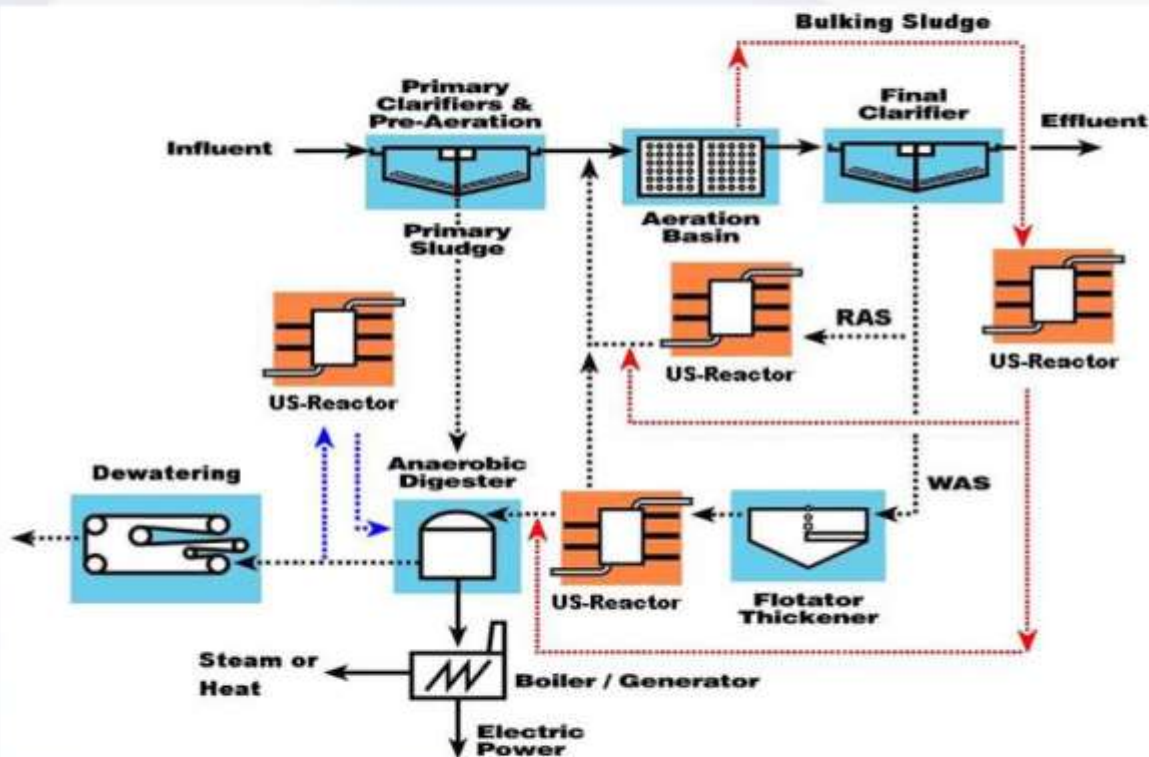 Bulking Sludge
Primary
Clarifiers &
Pre-Aeration
Final
Clarifier
Influent
Effluent
Primary
Sludge
Aeration
Basin
RAS
US-Reactor
US-Reactor
US-Reactor
Dewatering
Anaerobic
Digester
WAS
US-Reactor
Flotator
Thickener
Steam or
Heat
Boiler / Generator
Electric
Power